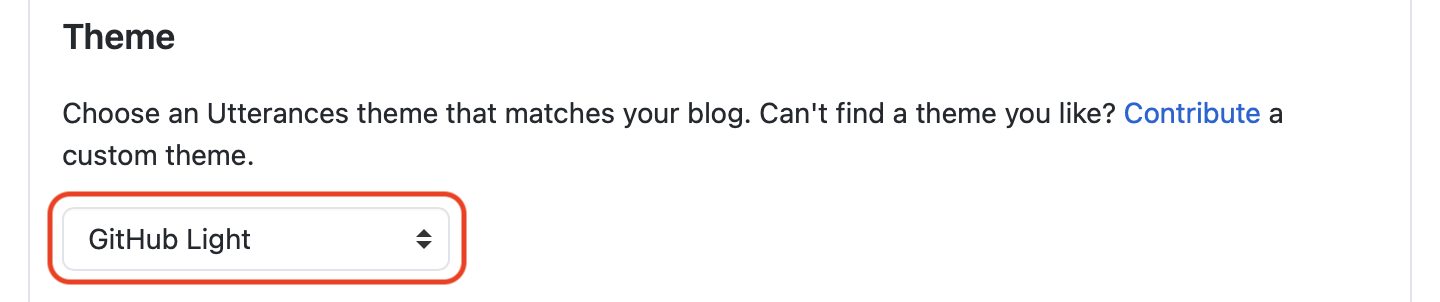 Theme
Choose an Utterances theme that matches your blog. Can't find a theme you like? Contribute a
custom theme.
GitHub Light